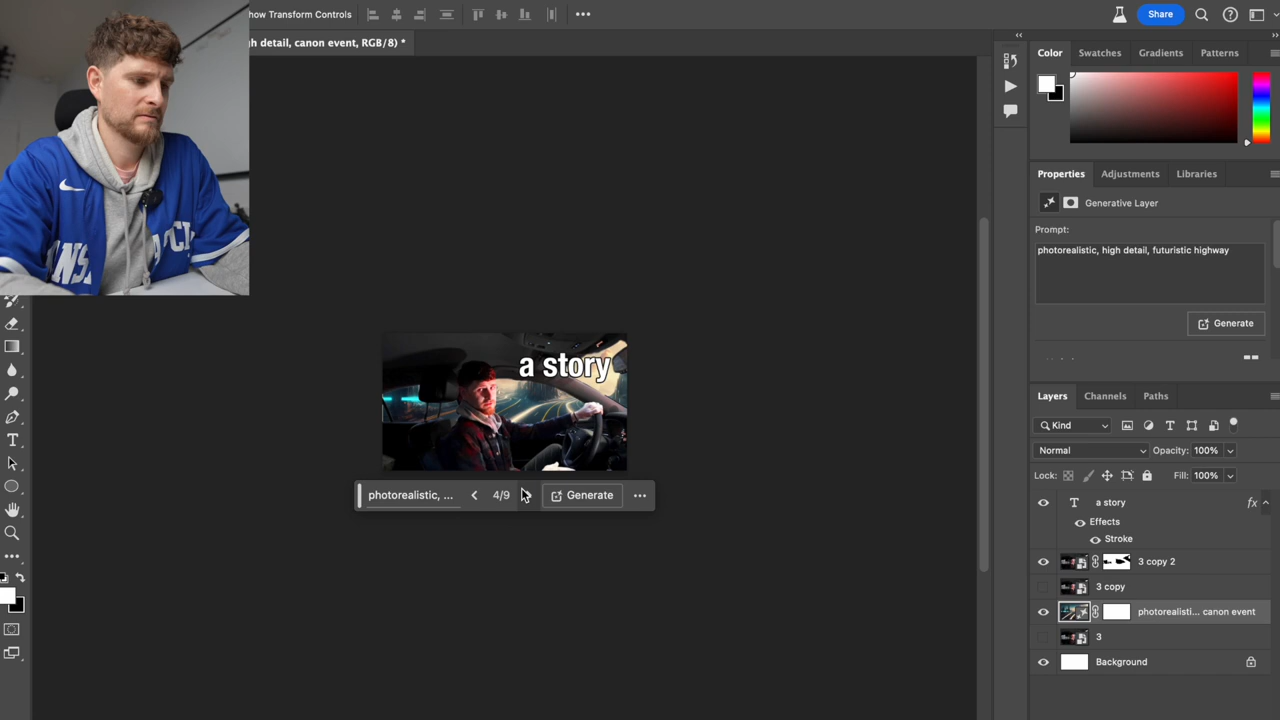 how Transform Controls
Share
gh detail, canon event, RGB/8) *
Color
Swatches
Gradients
Patterns
Properties
Adjustments
Libraries
Generative Layer
Prompt:
photorealistic, high detail, futuristic highway
Generate
a story
photorealistic, ...
4/9
Generate
Layers
Channels
Paths
Kind
Normal
Opacity: 100%
Lock:
Fill: 100%
a story
fx
Effects
Stroke
3 copy 2
3 copy
photorealisti... canon event
3
Background